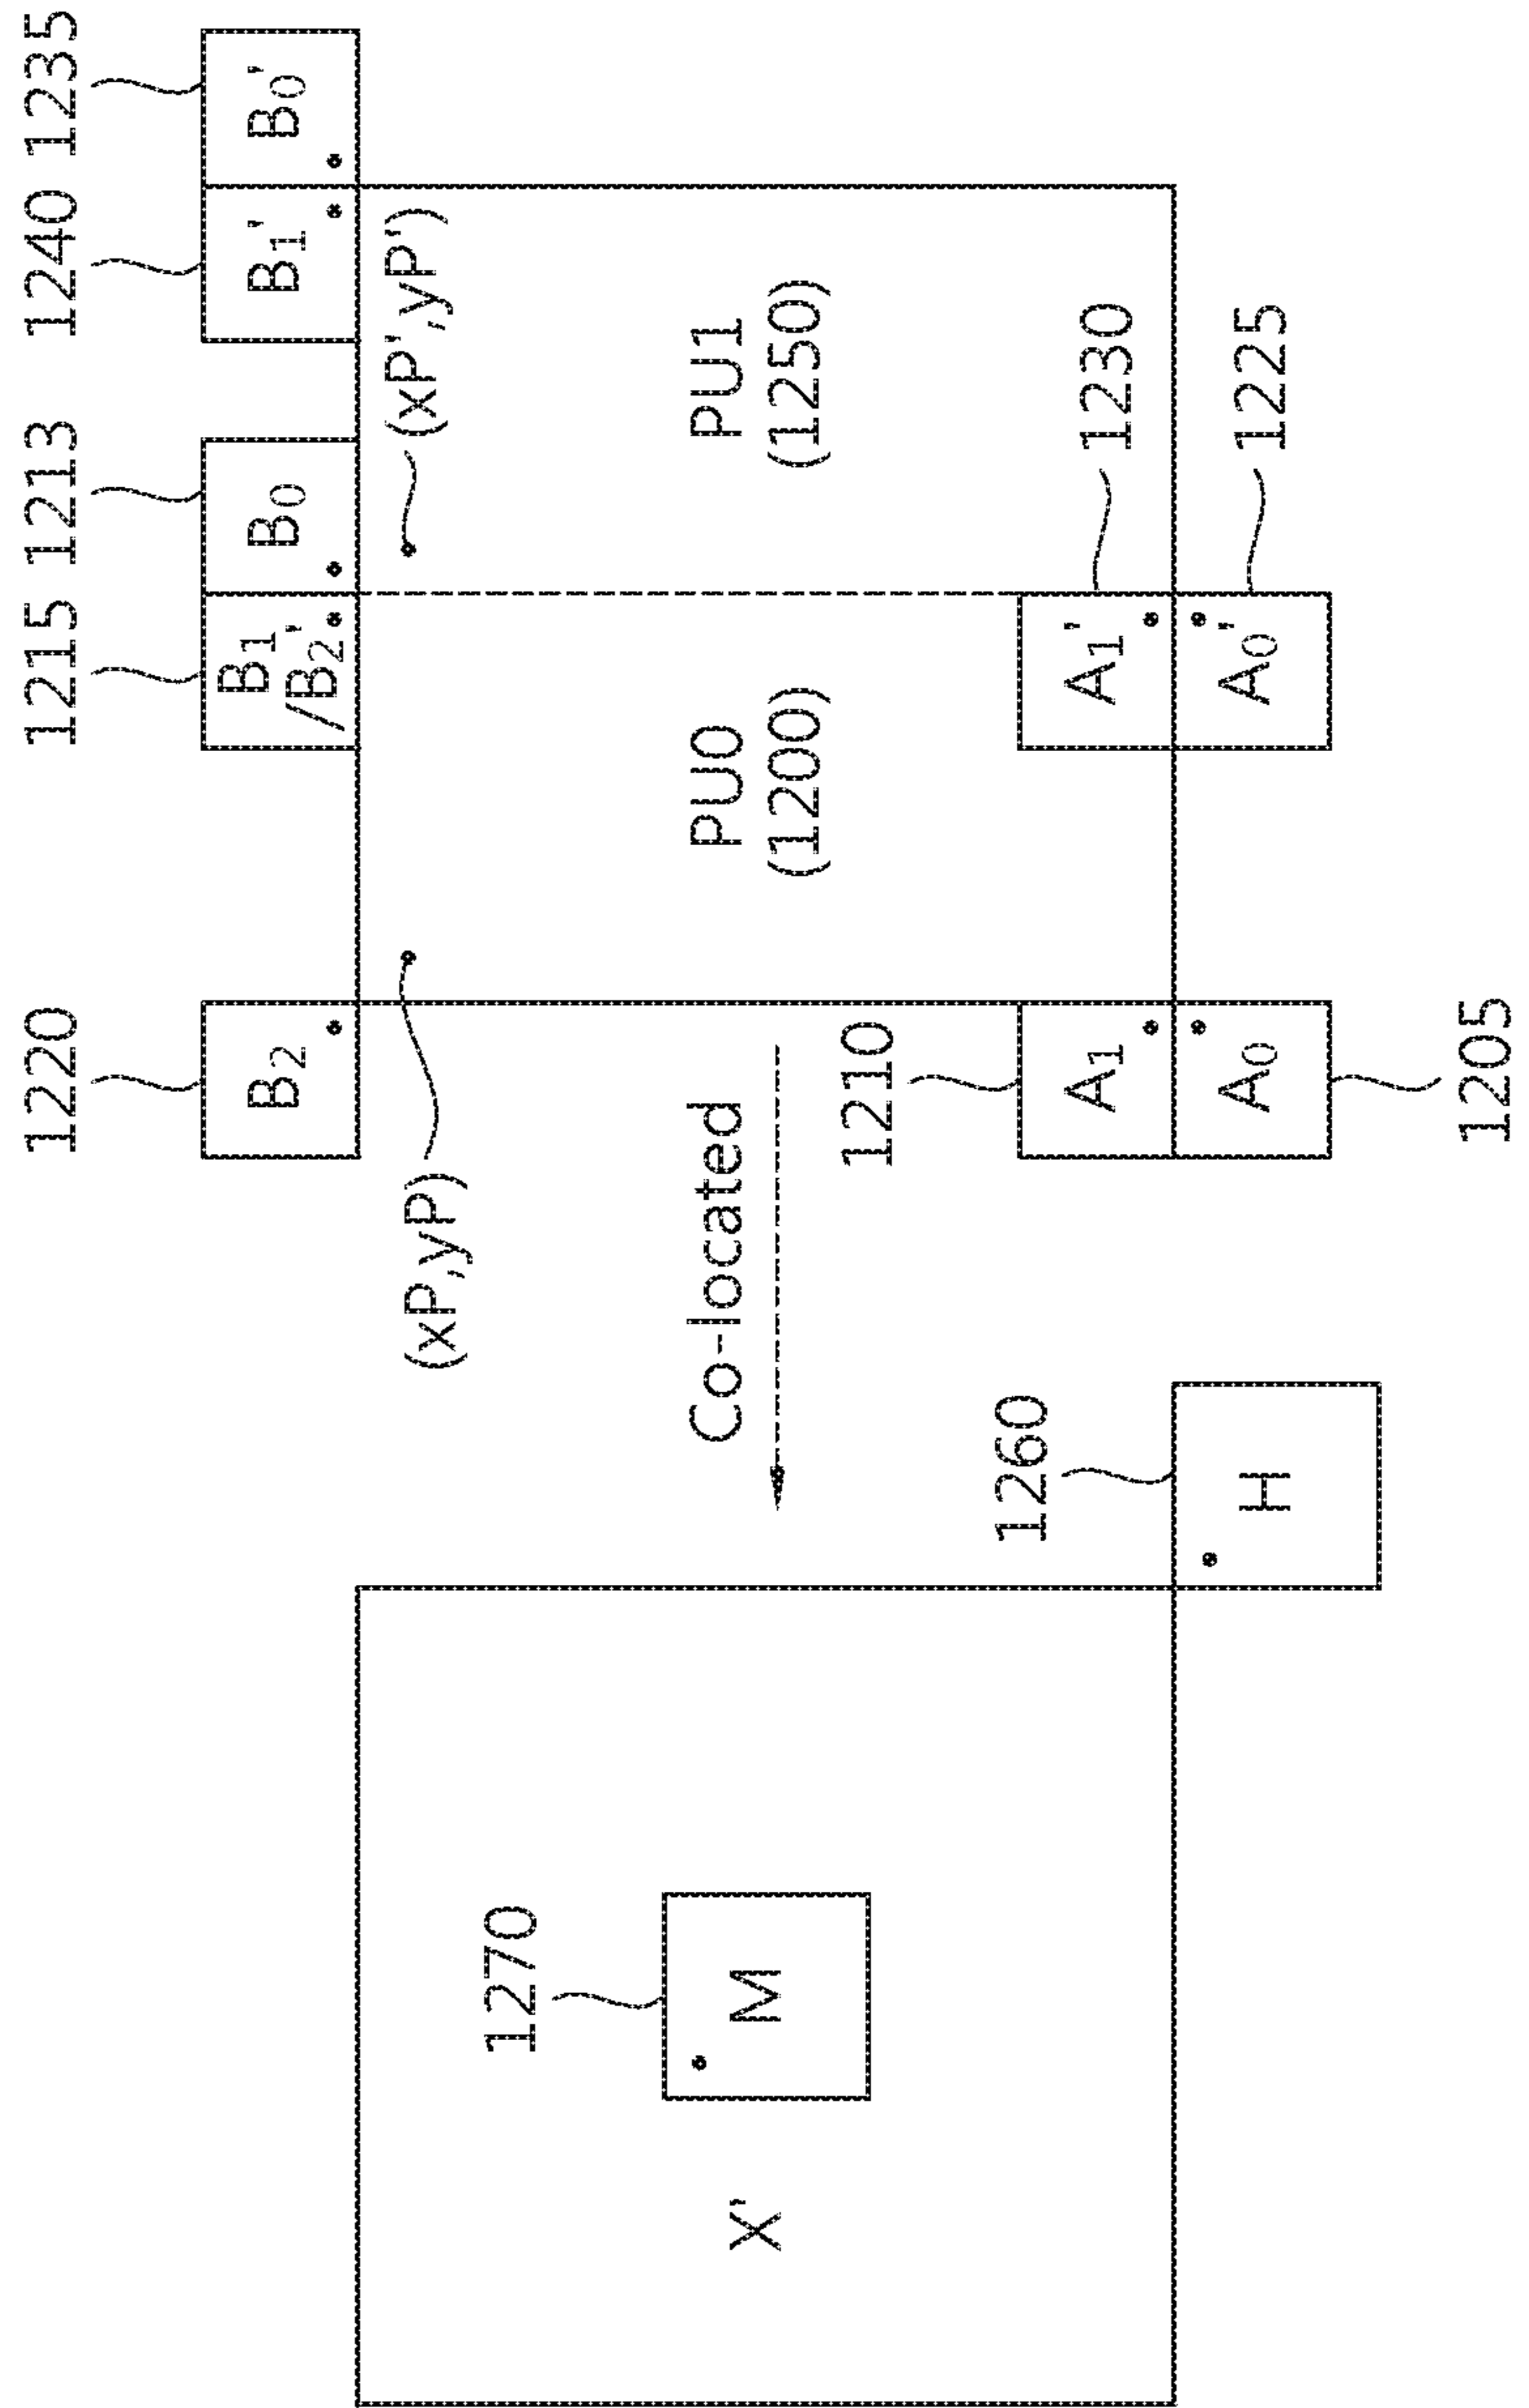 1220
1215
1213
1240
1235
B₂
B₁
/B₂'
B₀
B₁'
B₀'
(xP,yP)
(xP',yP')
1270
X'
M
Co-located
PU0
(1200)
PU1
(1250)
1210
1260
A₁
A₁'
1230
H
A₀
A₀'
1225
1205